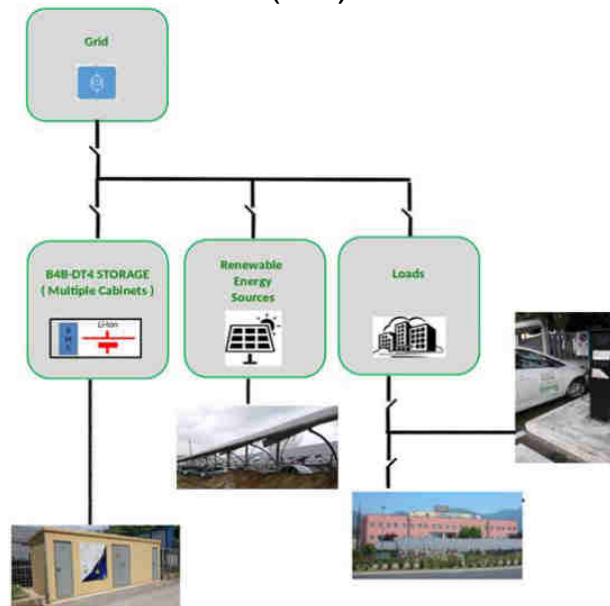 Grid
B4B-DT4 STORAGE
( Multiple Cabinets )
Renewable
Energy
Sources
Loads
Li-Ion
B
M
S